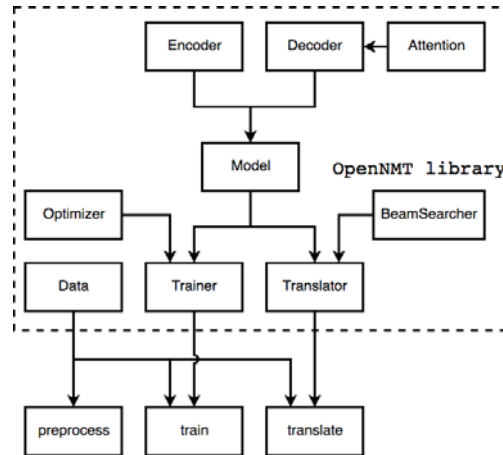 Encoder
Decoder
Attention
Model
OpenNMT library
Optimizer
BeamSearcher
Data
Trainer
Translator
preprocess
train
translate